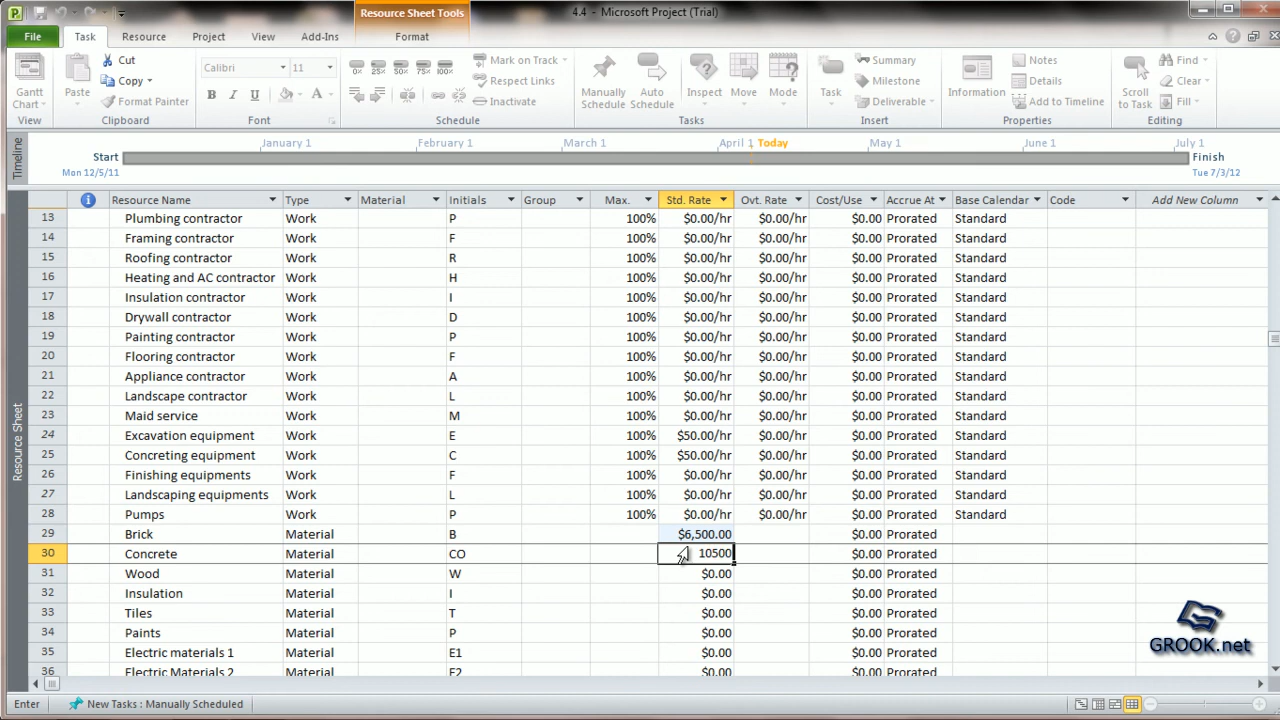 Resource Sheet Tools
4.4 - Microsoft Project (Trial)
File Task Resource Project View Add-Ins Format
Gantt Chart
View
Paste
Cut
Copy
Format Painter
Clipboard
Calibri 11
B I U A
Font
0% 25% 50% 75% 100%
Mark on Track
Respect Links
Inactivate
Schedule
Manually Schedule
Auto Schedule
Inspect
Move
Mode
Tasks
Task
Summary
Milestone
Deliverable
Insert
Information
Notes
Details
Add to Timeline
Properties
Scroll to Task
Find
Clear
Fill
Editing
Timeline
January 1 February 1 March 1 April 1 Today May 1 June 1 July 1
Start
Mon 12/5/11
Finish
Tue 7/3/12
Resource Sheet
Resource Name Type Material Initials Group Max. Std. Rate Ovt. Rate Cost/Use Accrue At Base Calendar Code Add New Column
13 Plumbing contractor Work P 100% $0.00/hr $0.00/hr $0.00 Prorated Standard
14 Framing contractor Work F 100% $0.00/hr $0.00/hr $0.00 Prorated Standard
15 Roofing contractor Work R 100% $0.00/hr $0.00/hr $0.00 Prorated Standard
16 Heating and AC contractor Work H 100% $0.00/hr $0.00/hr $0.00 Prorated Standard
17 Insulation contractor Work I 100% $0.00/hr $0.00/hr $0.00 Prorated Standard
18 Drywall contractor Work D 100% $0.00/hr $0.00/hr $0.00 Prorated Standard
19 Painting contractor Work P 100% $0.00/hr $0.00/hr $0.00 Prorated Standard
20 Flooring contractor Work F 100% $0.00/hr $0.00/hr $0.00 Prorated Standard
21 Appliance contractor Work A 100% $0.00/hr $0.00/hr $0.00 Prorated Standard
22 Landscape contractor Work L 100% $0.00/hr $0.00/hr $0.00 Prorated Standard
23 Maid service Work M 100% $0.00/hr $0.00/hr $0.00 Prorated Standard
24 Excavation equipment Work E 100% $50.00/hr $0.00/hr $0.00 Prorated Standard
25 Concreting equipment Work C 100% $50.00/hr $0.00/hr $0.00 Prorated Standard
26 Finishing equipments Work F 100% $0.00/hr $0.00/hr $0.00 Prorated Standard
27 Landscaping equipments Work L 100% $0.00/hr $0.00/hr $0.00 Prorated Standard
28 Pumps Work P 100% $0.00/hr $0.00/hr $0.00 Prorated Standard
29 Brick Material B $6,500.00 $0.00 Prorated
30 Concrete Material CO 10500 $0.00 Prorated
31 Wood Material W $0.00 $0.00 Prorated
32 Insulation Material I $0.00 $0.00 Prorated
33 Tiles Material T $0.00 $0.00 Prorated
34 Paints Material P $0.00 $0.00 Prorated
35 Electric materials 1 Material E1 $0.00 $0.00 Prorated
36 Electric Materials 2 Material E2 $0.00 $0.00 Prorated
GROOK.net
Enter New Tasks : Manually Scheduled